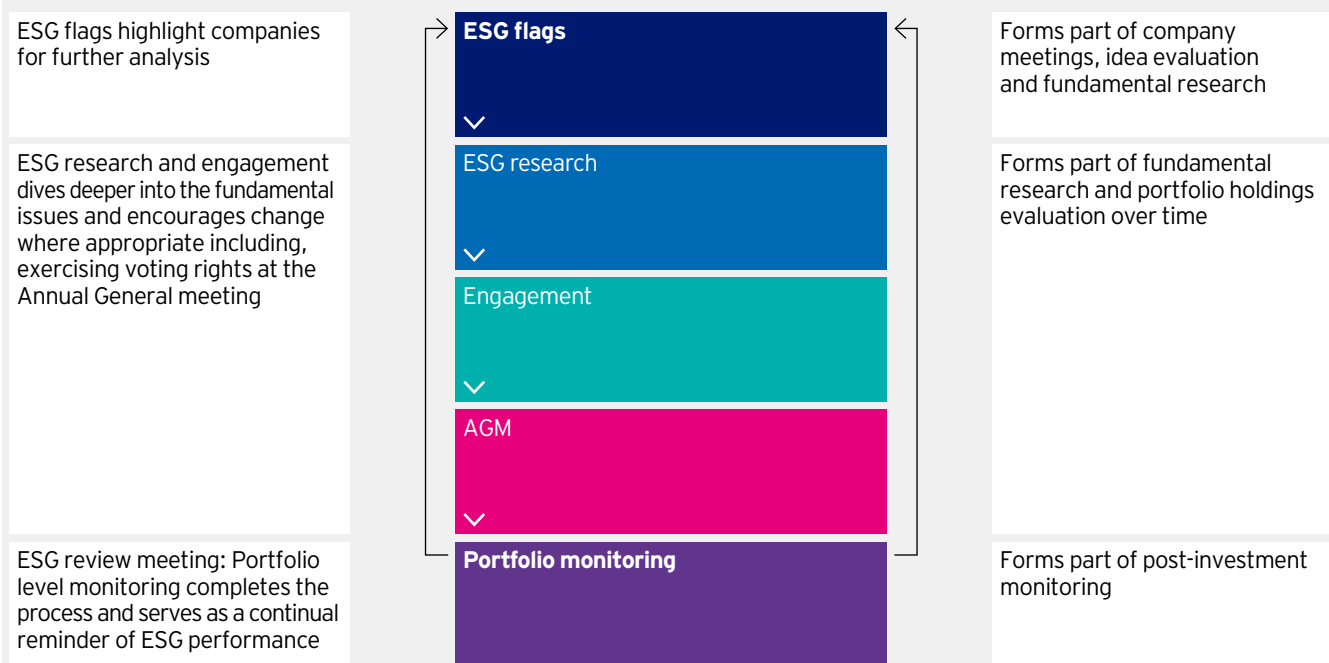 ESG flags highlight companies
for further analysis
ESG flags
Forms part of company
meetings, idea evaluation
and fundamental research
ESG research and engagement
dives deeper into the fundamental
issues and encourages change
where appropriate including,
exercising voting rights at the
Annual General meeting
ESG research
Engagement
AGM
Forms part of fundamental
research and portfolio holdings
evaluation over time
ESG review meeting: Portfolio
level monitoring completes the
process and serves as a continual
reminder of ESG performance
Portfolio monitoring
Forms part of post-investment
monitoring